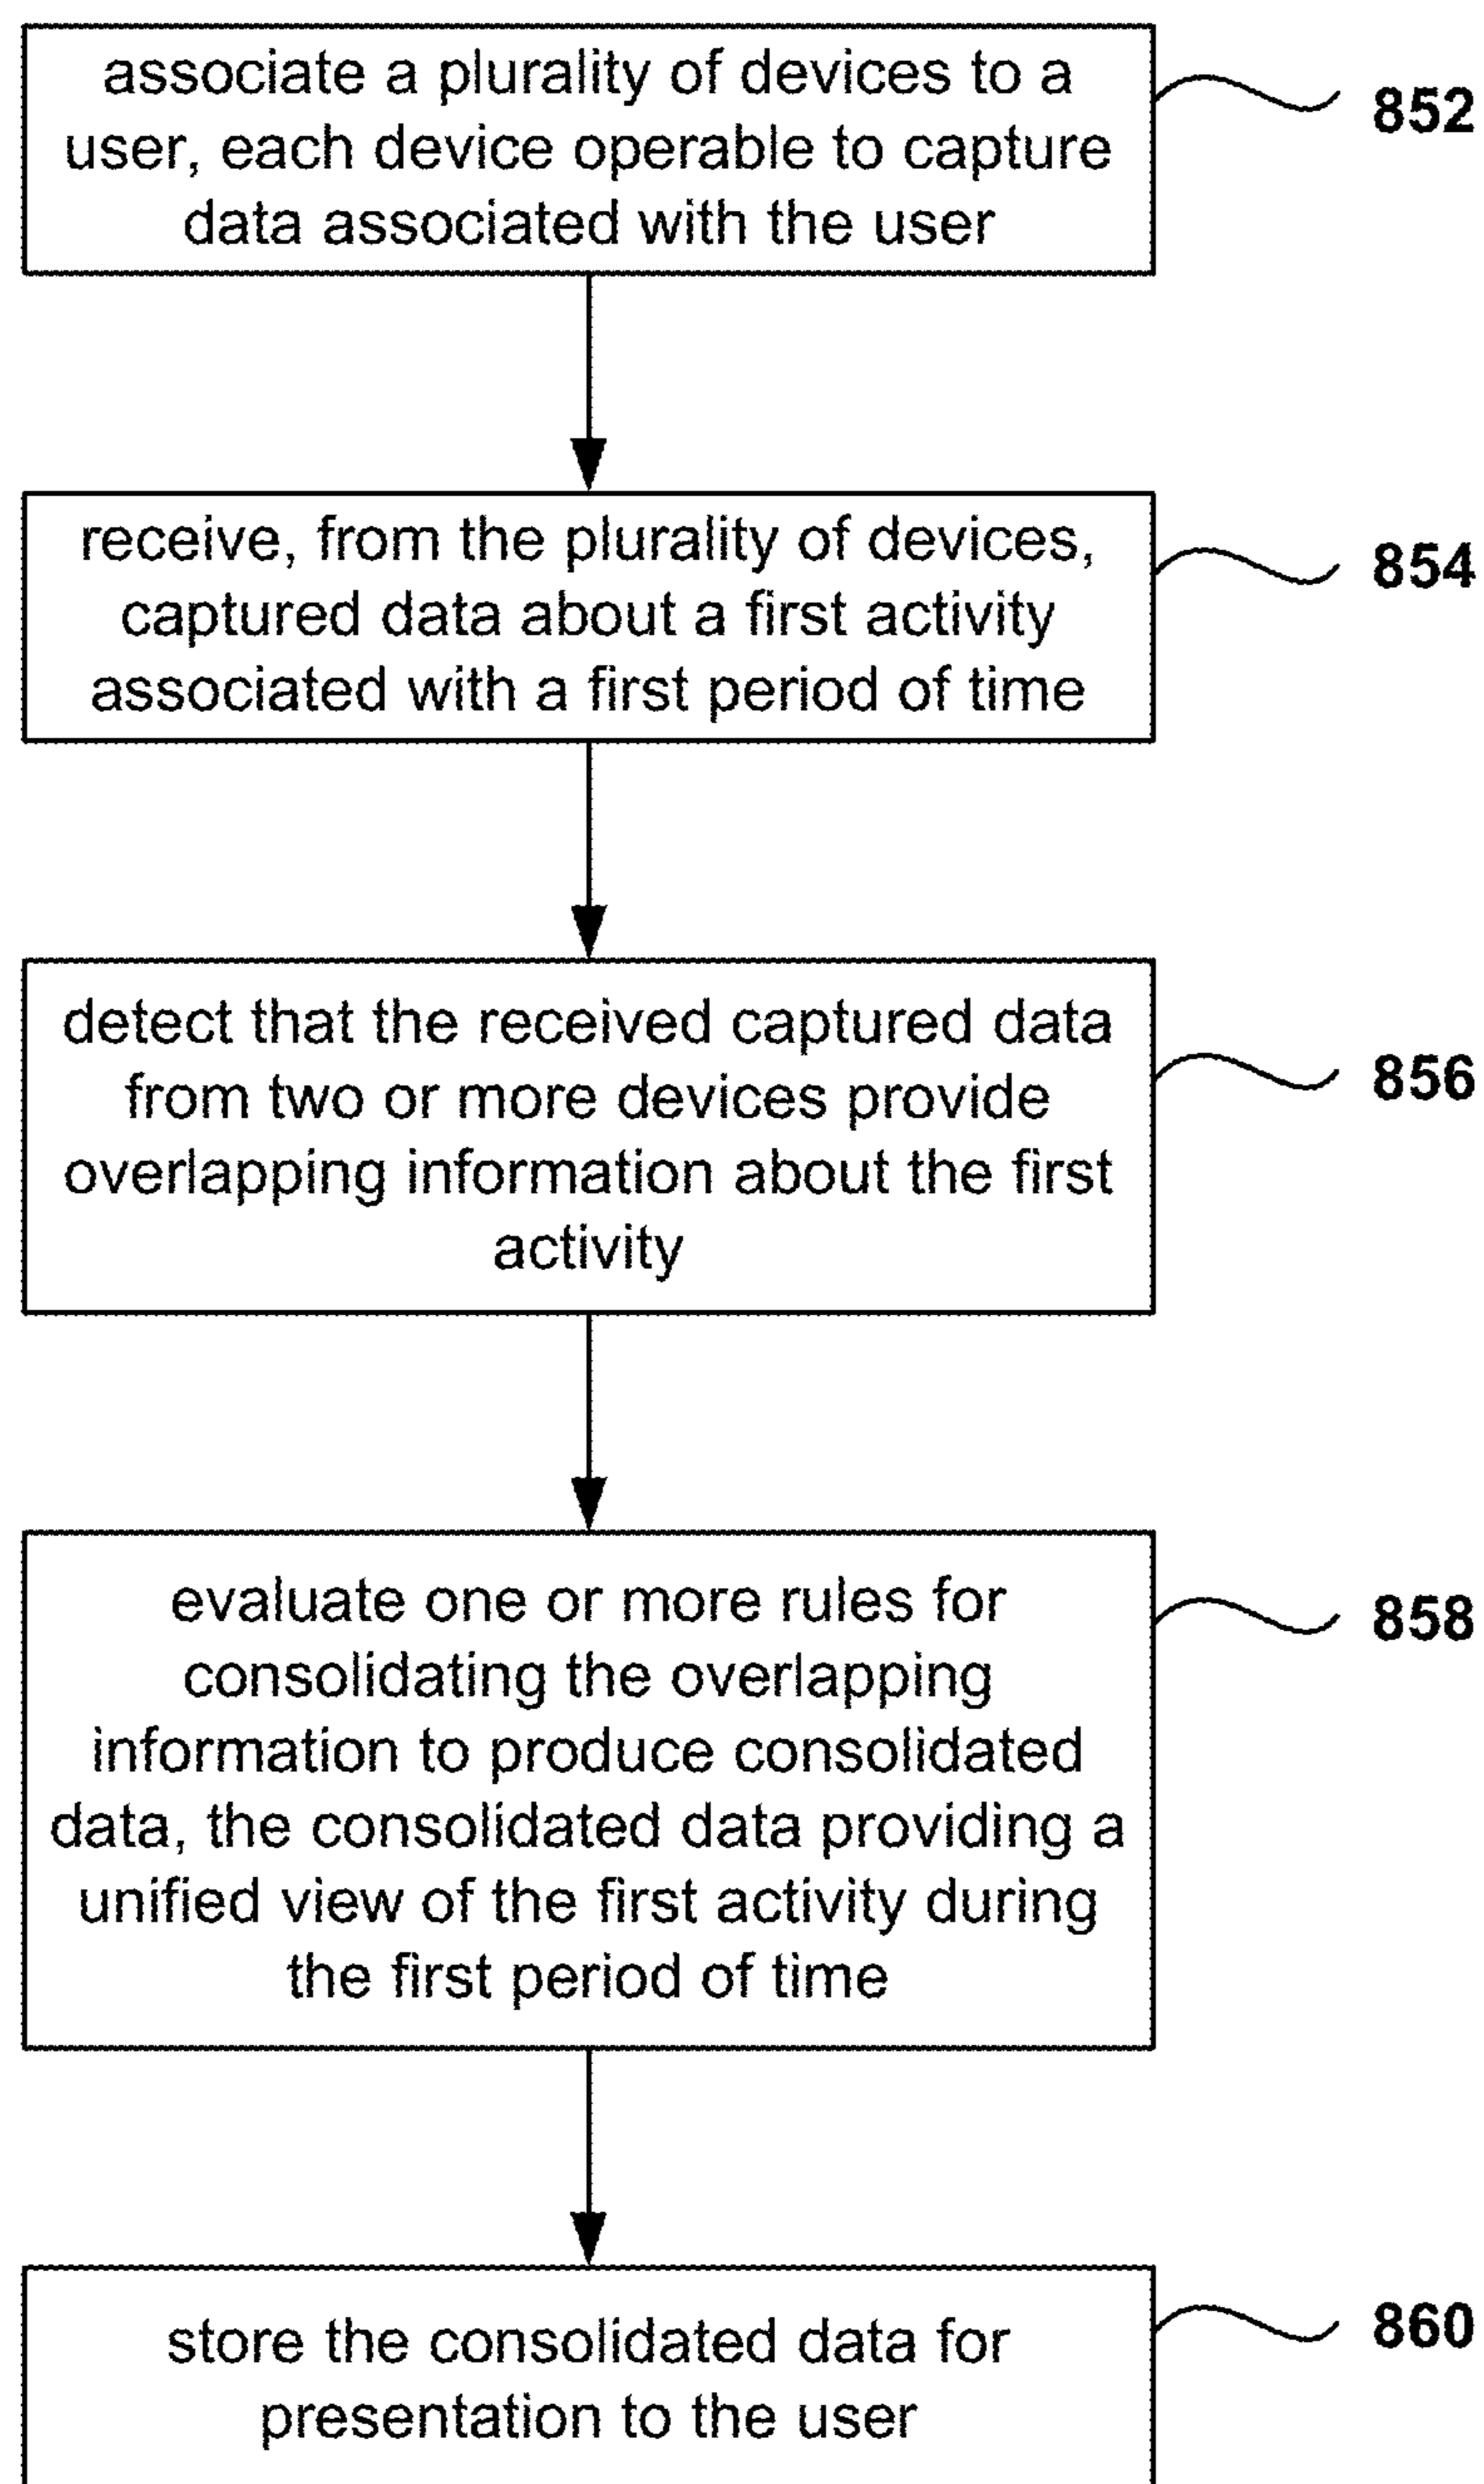 associate a plurality of devices to a
user, each device operable to capture
data associated with the user
852
receive, from the plurality of devices,
captured data about a first activity
associated with a first period of time
854
detect that the received captured data
from two or more devices provide
overlapping information about the first
activity
856
evaluate one or more rules for
consolidating the overlapping
information to produce consolidated
data, the consolidated data providing a
unified view of the first activity during
the first period of time
858
store the consolidated data for
presentation to the user
860